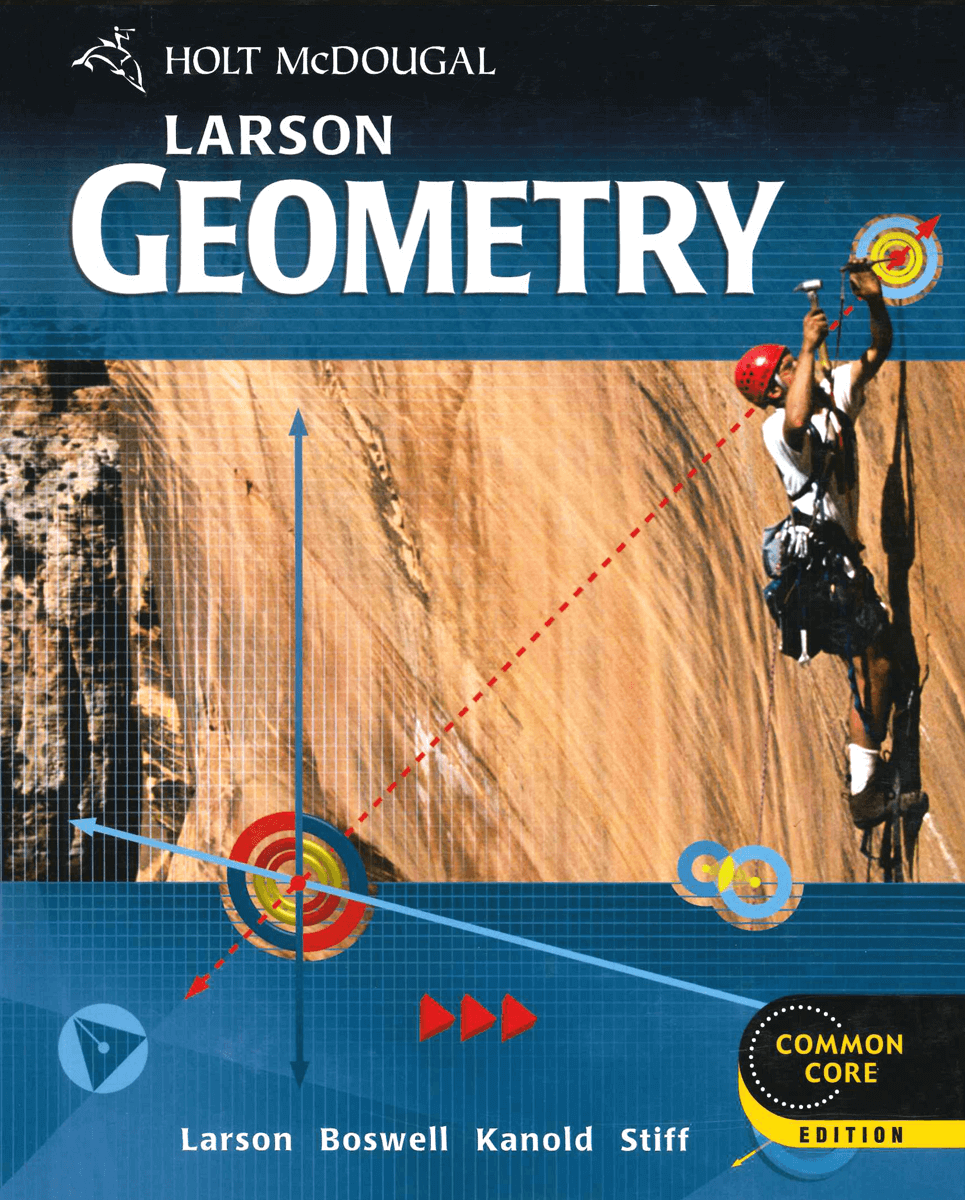 HOLT McDOUGAL
LARSON
GEOMETRY
COMMON
CORE
EDITION
Larson Boswell Kanold Stiff